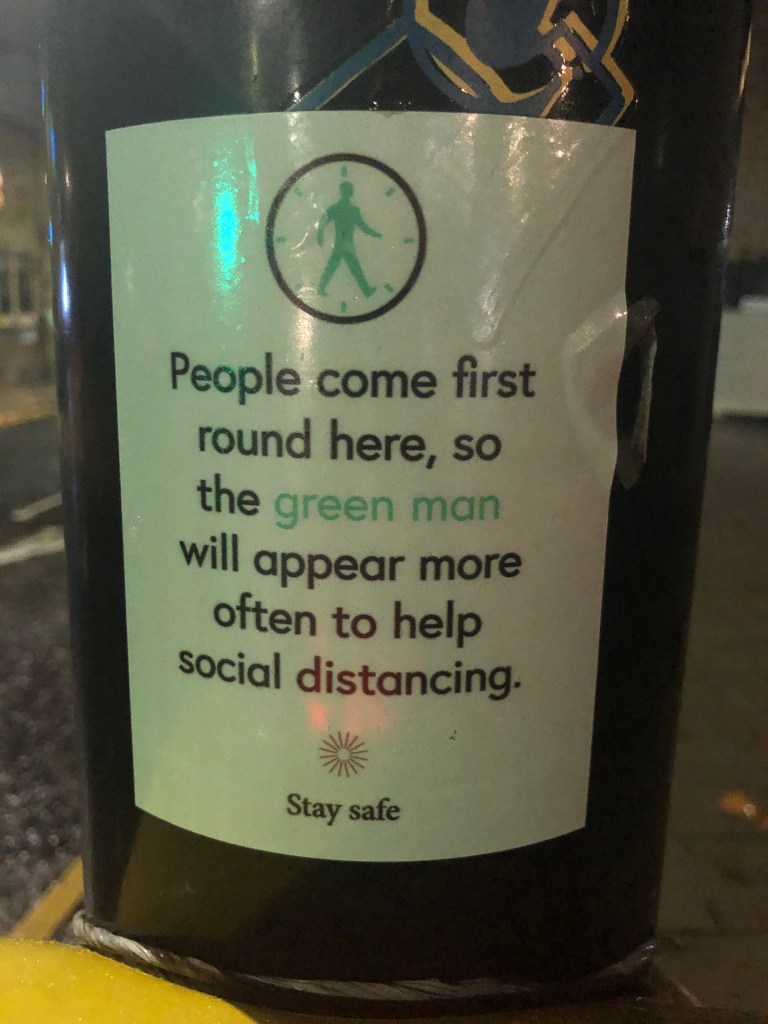 People come first
round here, so
the green man
will appear more
often to help
social distancing.
Stay safe